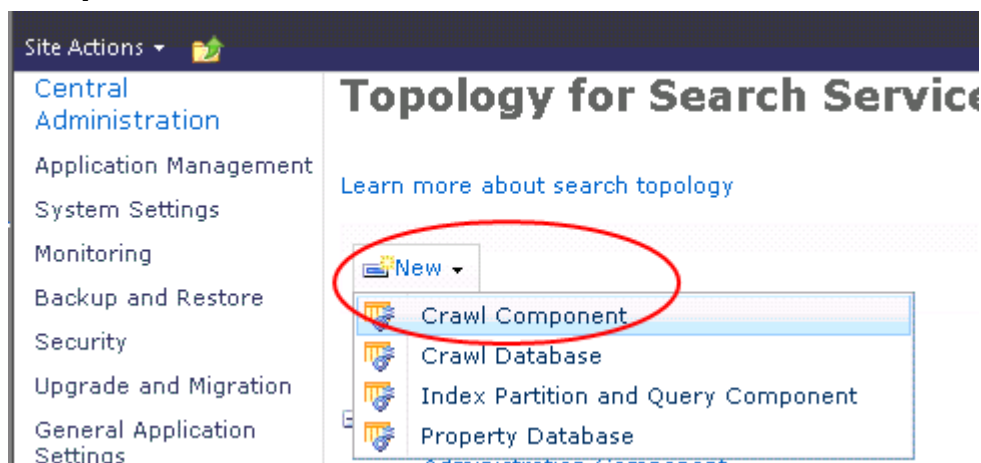 Site Actions
Central
Administration
Application Management
System Settings
Monitoring
Backup and Restore
Security
Upgrade and Migration
General Application
Settings
Topology for Search Service
Learn more about search topology
New
Crawl Component
Crawl Database
Index Partition and Query Component
Property Database
Administration Component